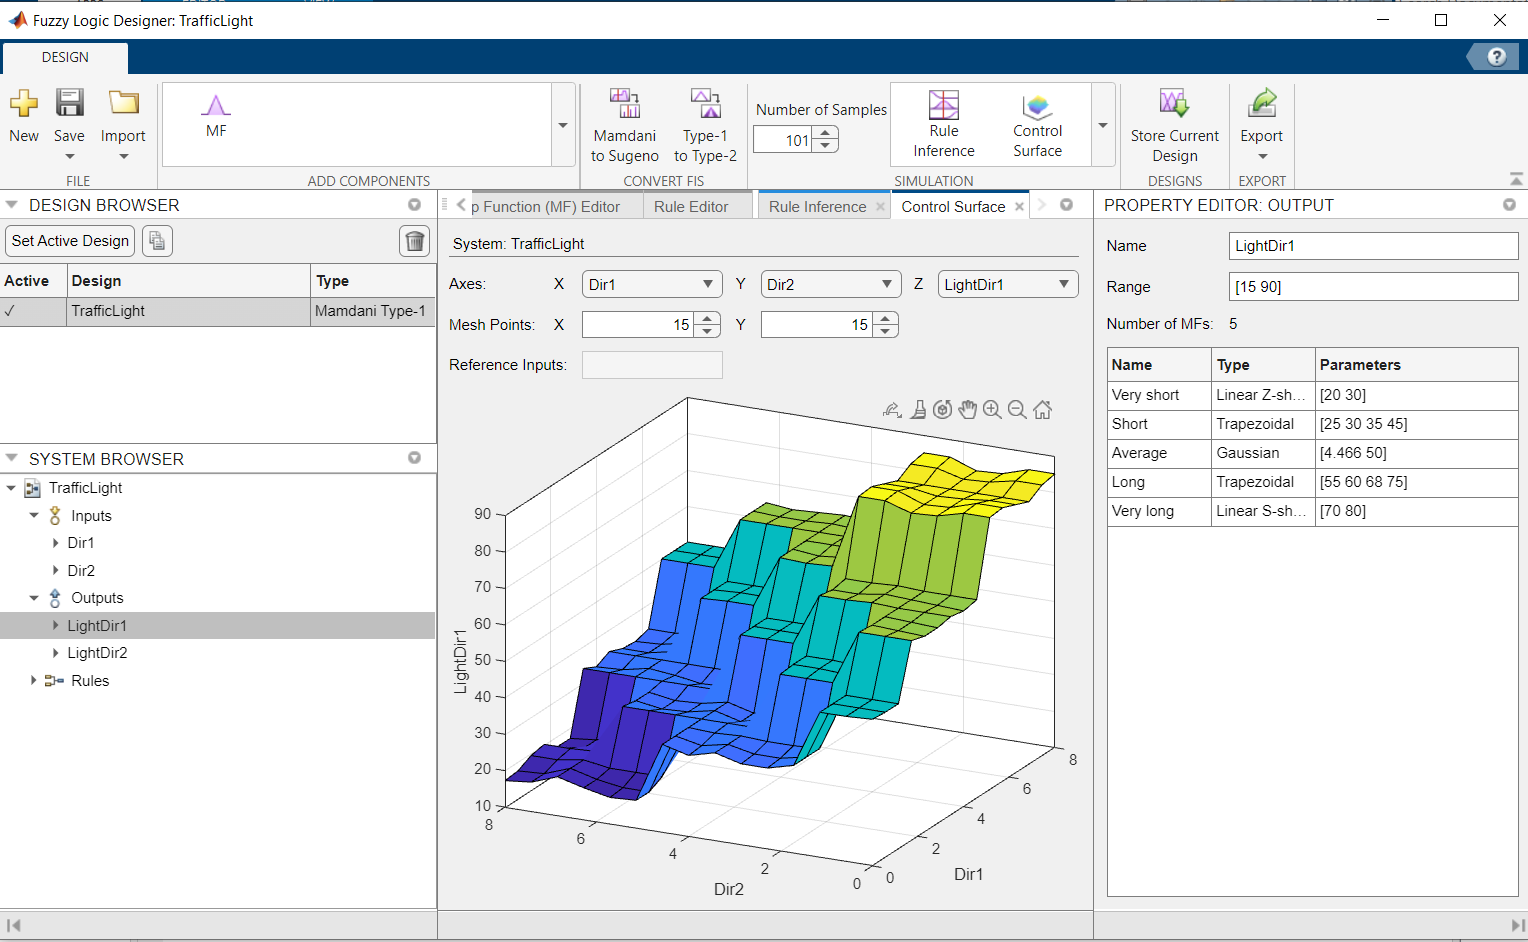 Fuzzy Logic Designer: TrafficLight
DESIGN
?
New
Save
Import
FILE
MF
ADD COMPONENTS
Mamdani
to Sugeno
Type-1
to Type-2
CONVERT FIS
Number of Samples
101
Rule
Inference
Control
Surface
SIMULATION
Store Current
Design
DESIGNS
Export
EXPORT
DESIGN BROWSER
Set Active Design
Active Design Type
✓ TrafficLight Mamdani Type-1
SYSTEM BROWSER
TrafficLight
Inputs
Dir1
Dir2
Outputs
LightDir1
LightDir2
Rules
p Function (MF) Editor
Rule Editor
Rule Inference
Control Surface
System: TrafficLight
Axes: X Dir1 Y Dir2 Z LightDir1
Mesh Points: X 15 Y 15
Reference Inputs:
LightDir1
90
80
70
60
50
40
30
20
10
8
6
4
2
0
Dir2
0
2
4
6
8
Dir1
PROPERTY EDITOR: OUTPUT
Name LightDir1
Range [15 90]
Number of MFs: 5
Name Type Parameters
Very short Linear Z-sh... [20 30]
Short Trapezoidal [25 30 35 45]
Average Gaussian [4.466 50]
Long Trapezoidal [55 60 68 75]
Very long Linear S-sh... [70 80]